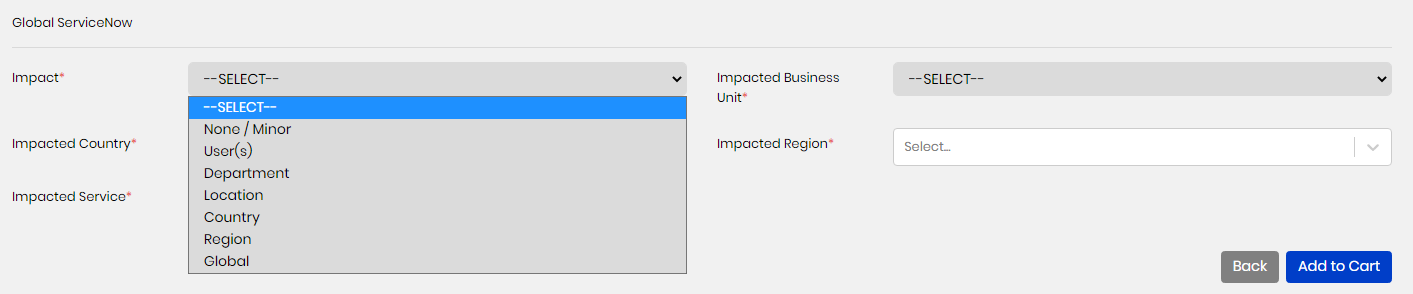 Global ServiceNow
Impact*
--SELECT--
Impacted Business
Unit*
--SELECT--
--SELECT--
None / Minor
User(s)
Department
Location
Country
Region
Global
Impacted Country*
Impacted Region*
Select...
Impacted Service*
Back
Add to Cart